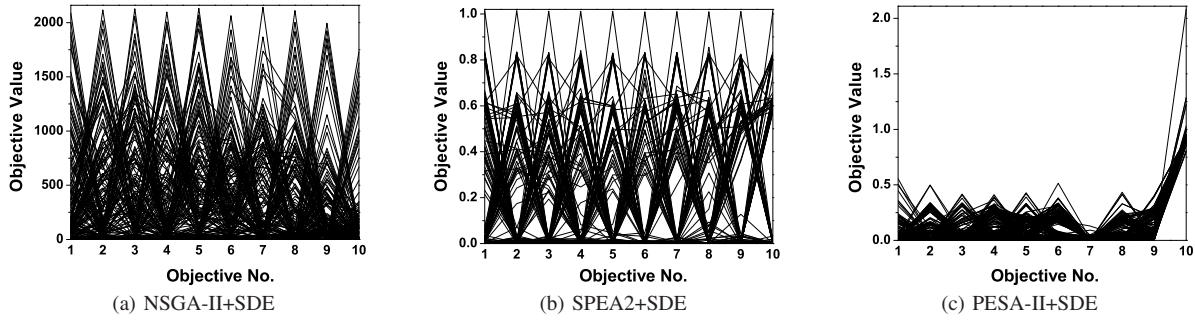 2000
1500
1000
500
0
Objective Value
1 2 3 4 5 6 7 8 9 10
Objective No.
(a) NSGA-II+SDE
1.0
0.8
0.6
0.4
0.2
0.0
Objective Value
1 2 3 4 5 6 7 8 9 10
Objective No.
(b) SPEA2+SDE
2.0
1.5
1.0
0.5
0.0
Objective Value
1 2 3 4 5 6 7 8 9 10
Objective No.
(c) PESA-II+SDE